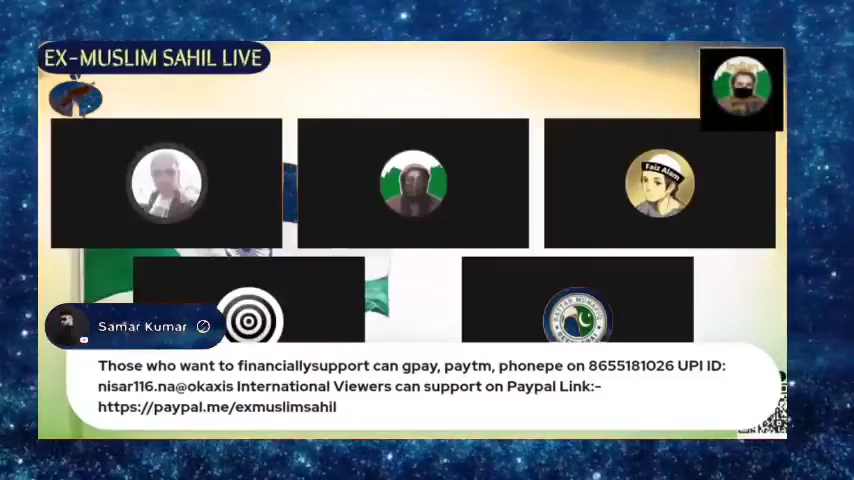 EX-MUSLIM SAHIL LIVE
Faiz Alam
Samar Kumar
Those who want to financiallysupport can gpay, paytm, phonepe on 8655181026 UPI ID:
nisar116.na@okaxis International Viewers can support on Paypal Link:-
https://paypal.me/exmuslimsahil